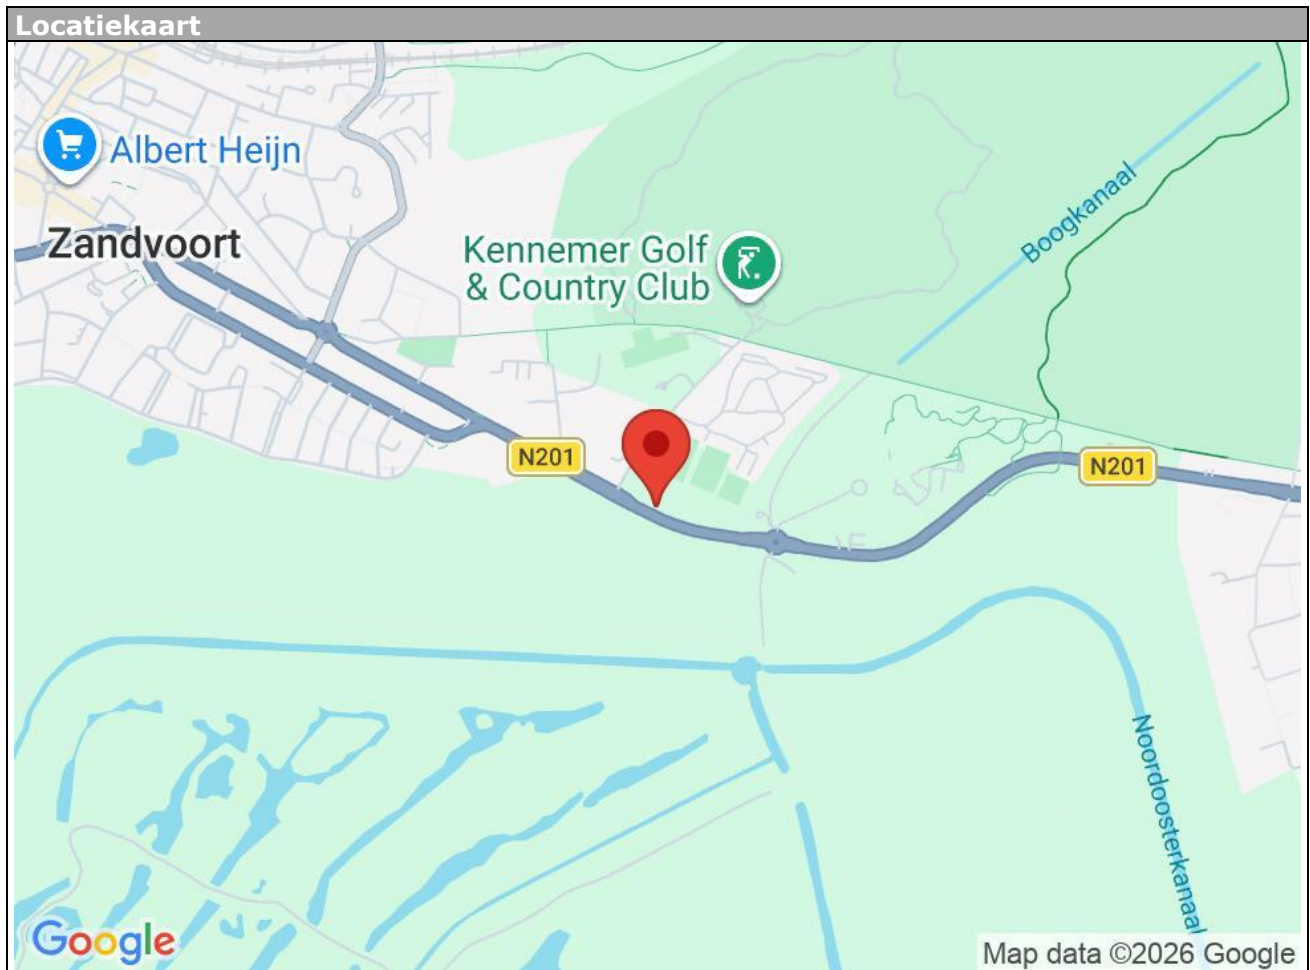 Locatiekaart
Albert Heijn
Zandvoort
Kennemer Golf
& Country Club
Boogkanaal
N201
N201
Noordoosterkanaal
Google
Map data ©2026 Google